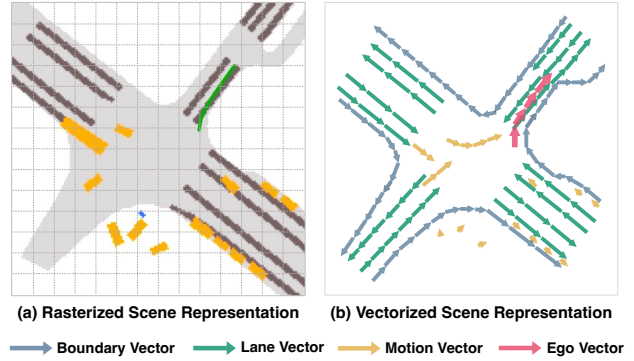 (a) Rasterized Scene Representation
(b) Vectorized Scene Representation
Boundary Vector
Lane Vector
Motion Vector
Ego Vector